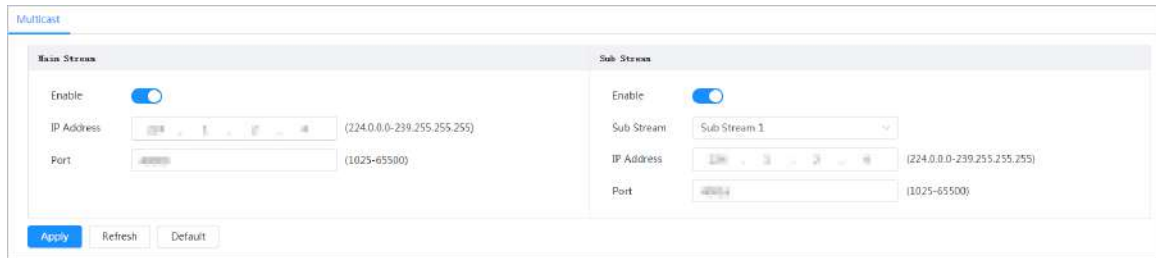 Multicast
Main Stream
Enable
IP Address (224.0.0.0-239.255.255.255)
Port (1025-65500)
Sub Stream
Enable
Sub Stream Sub Stream 1
IP Address (224.0.0.0-239.255.255.255)
Port (1025-65500)
Apply Refresh Default